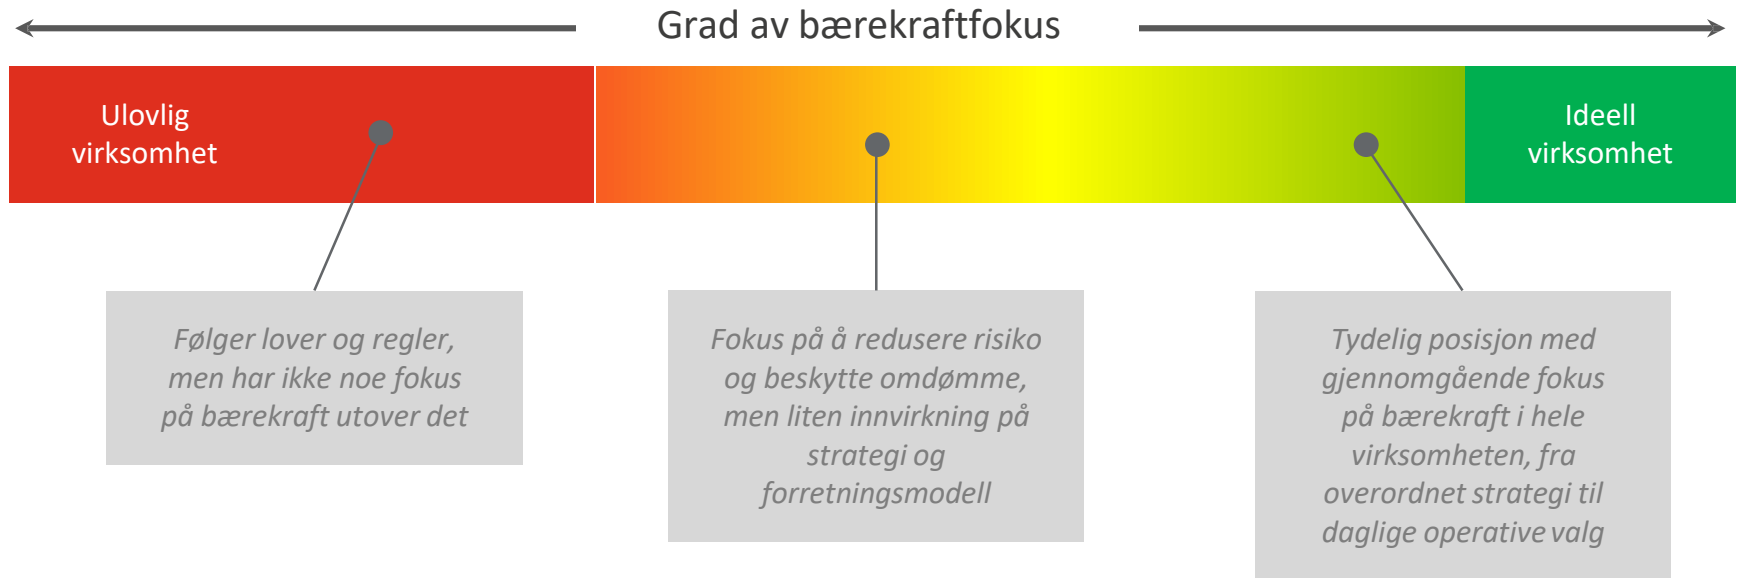 Grad av bærekraftfokus
Ulovlig
virksomhet
Ideell
virksomhet
Følger lover og regler,
men har ikke noe fokus
på bærekraft utover det
Fokus på å redusere risiko
og beskytte omdømme,
men liten innvirkning på
strategi og
forretningsmodell
Tydelig posisjon med
gjennomgående fokus
på bærekraft i hele
virksomheten, fra
overordnet strategi til
daglige operative valg